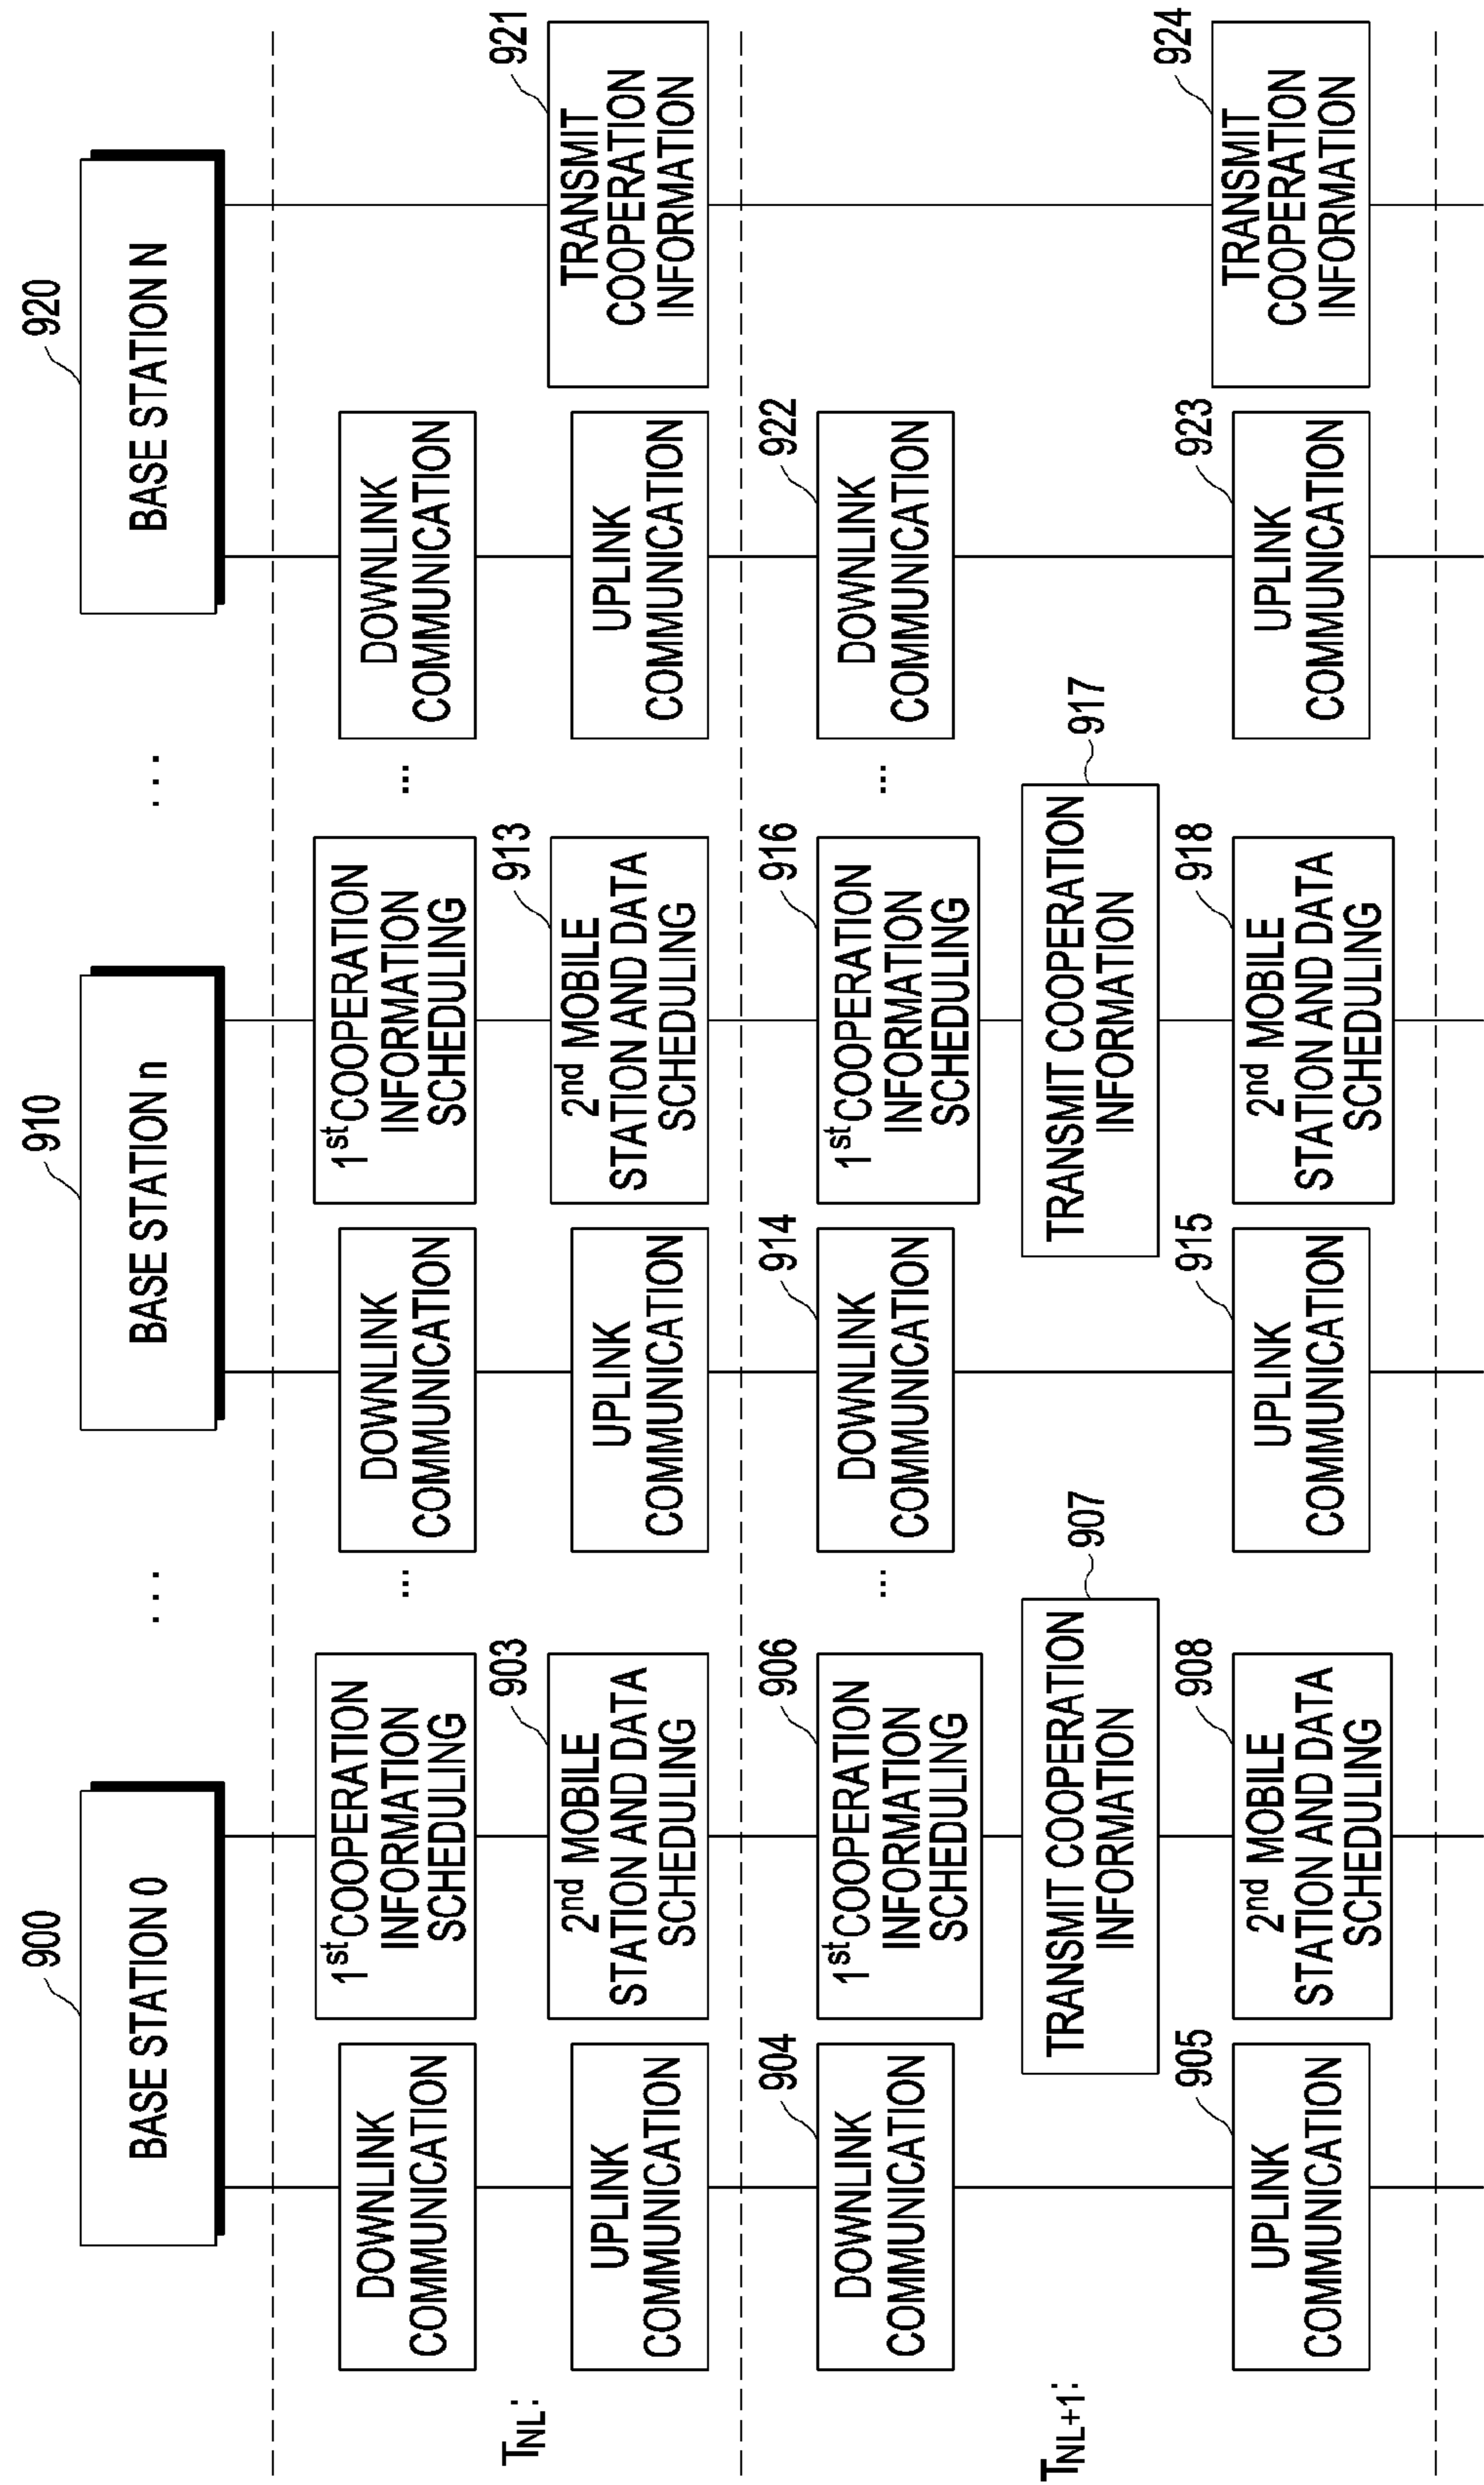 900
BASE STATION 0
. . .
910
BASE STATION n
. . .
920
BASE STATION N
TNL:
DOWNLINK
COMMUNICATION
1st COOPERATION
INFORMATION
SCHEDULING
...
DOWNLINK
COMMUNICATION
1st COOPERATION
INFORMATION
SCHEDULING
...
DOWNLINK
COMMUNICATION
UPLINK
COMMUNICATION
903
2nd MOBILE
STATION AND DATA
SCHEDULING
UPLINK
COMMUNICATION
913
2nd MOBILE
STATION AND DATA
SCHEDULING
UPLINK
COMMUNICATION
921
TRANSMIT
COOPERATION
INFORMATION
TNL+1:
904
DOWNLINK
COMMUNICATION
906
1st COOPERATION
INFORMATION
SCHEDULING
...
914
DOWNLINK
COMMUNICATION
916
1st COOPERATION
INFORMATION
SCHEDULING
...
922
DOWNLINK
COMMUNICATION
907
TRANSMIT COOPERATION
INFORMATION
917
TRANSMIT COOPERATION
INFORMATION
905
UPLINK
COMMUNICATION
908
2nd MOBILE
STATION AND DATA
SCHEDULING
915
UPLINK
COMMUNICATION
918
2nd MOBILE
STATION AND DATA
SCHEDULING
923
UPLINK
COMMUNICATION
924
TRANSMIT
COOPERATION
INFORMATION